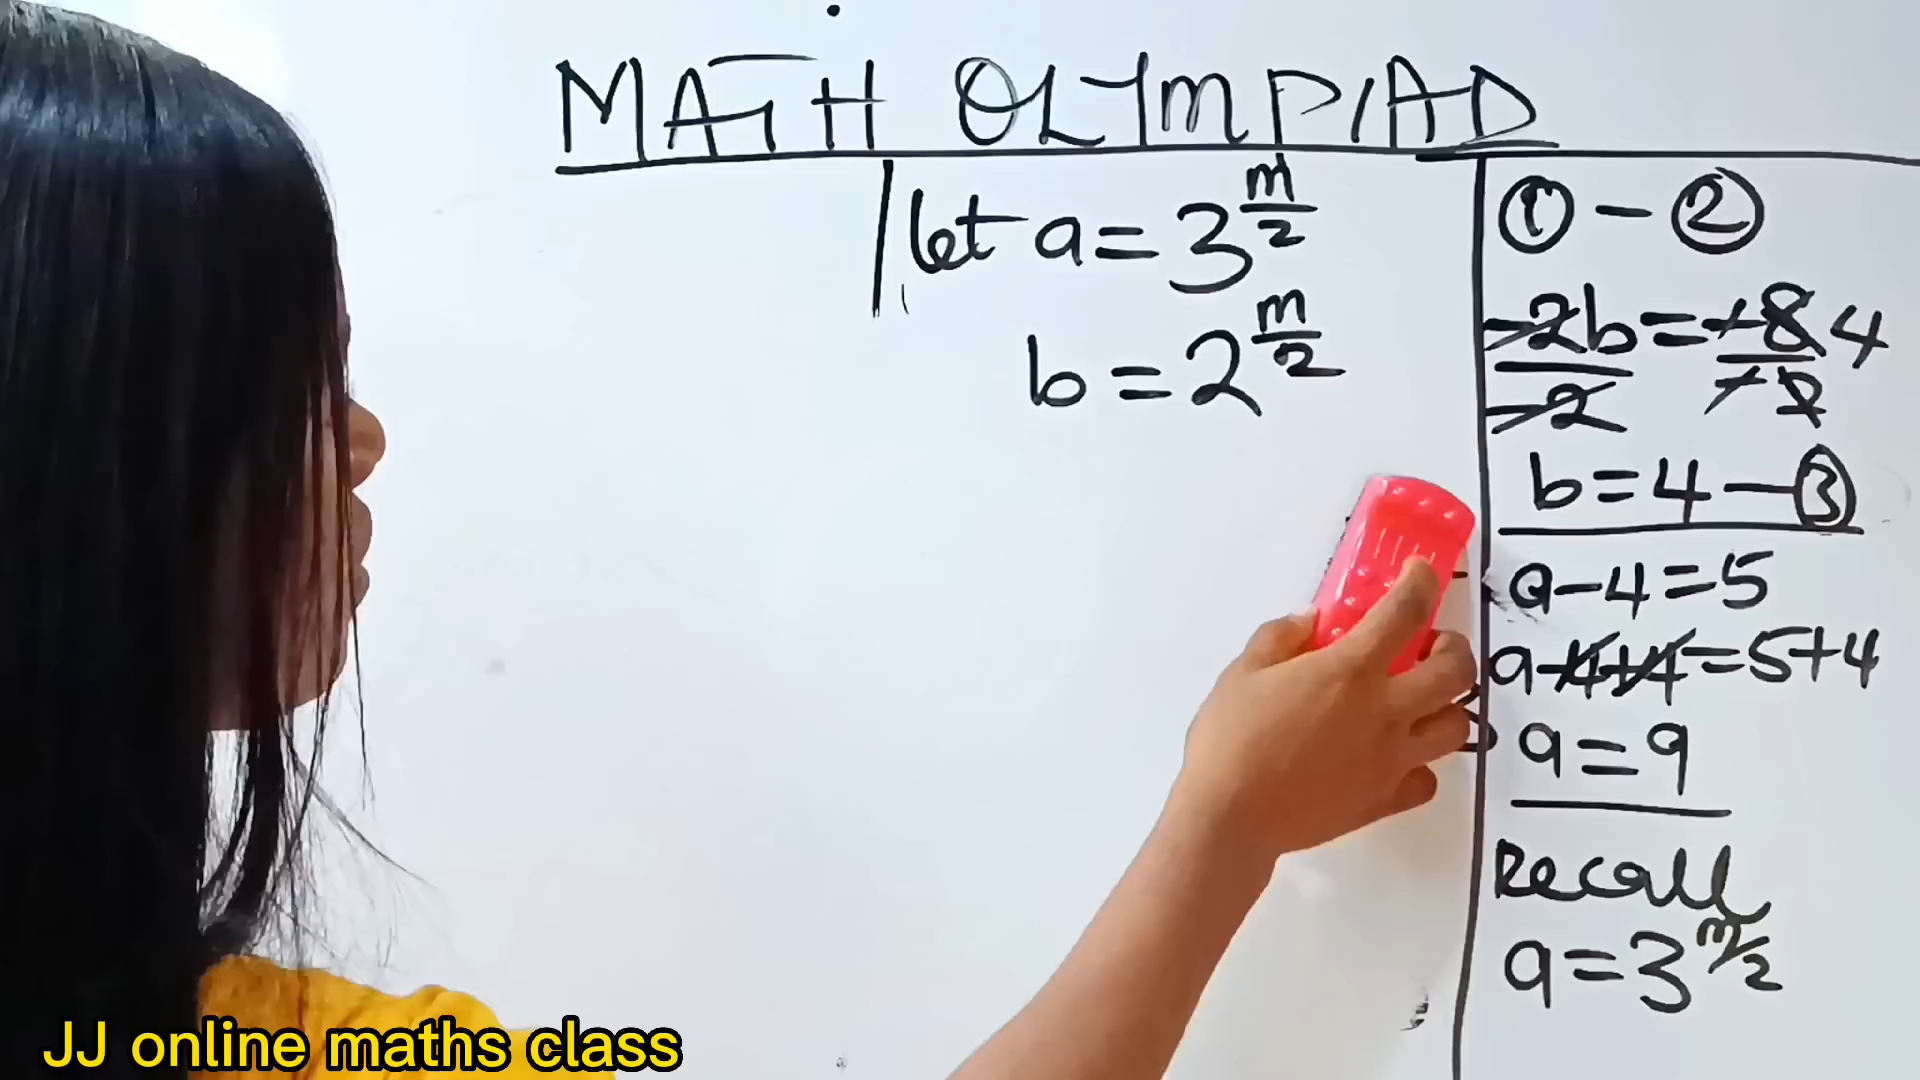 MATH OLYMPIAD
let a = 3^(m/2)
b = 2^(m/2)
① - ②
-2b/-2 = -8/-2 4
b = 4 - ③
a - 4 = 5
a - 4 + 4 = 5 + 4
a = 9
Recall
a = 3^(m/2)
JJ online maths class